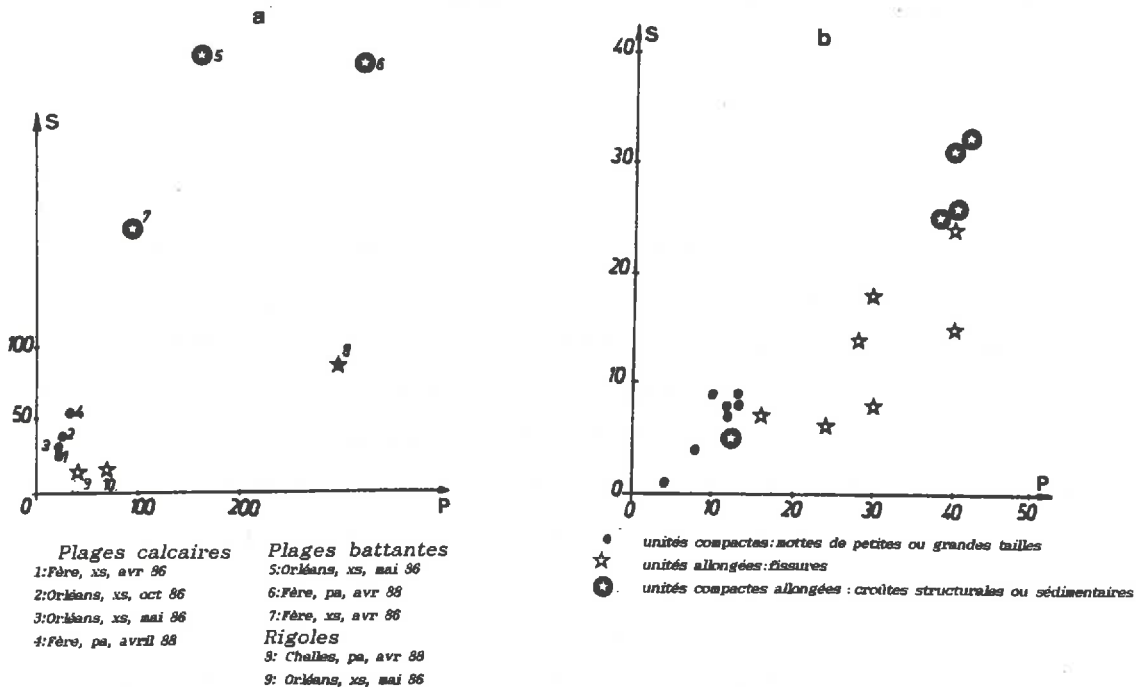 a
S
5
6
7
8
100
50
4
2
3
1
9
10
0
100
200
P
Plages calcaires
1:Fère, xs, avr 86
2:Orléans, xs, oct 86
3:Orléans, xs, mai 86
4:Fère, pa, avril 88
Plages battantes
5:Orléans, xs, mai 86
6:Fère, pa, avr 88
7:Fère, xs, avr 86
Rigoles
8: Chelles, pa, avr 88
9: Orléans, xs, mai 86
b
S
40
30
20
10
0
10
20
30
40
50
P
unités compactes:mottes de petites ou grandes tailles
unités allongées:fissures
unités compactes allongées : croûtes structurales ou sédimentaires